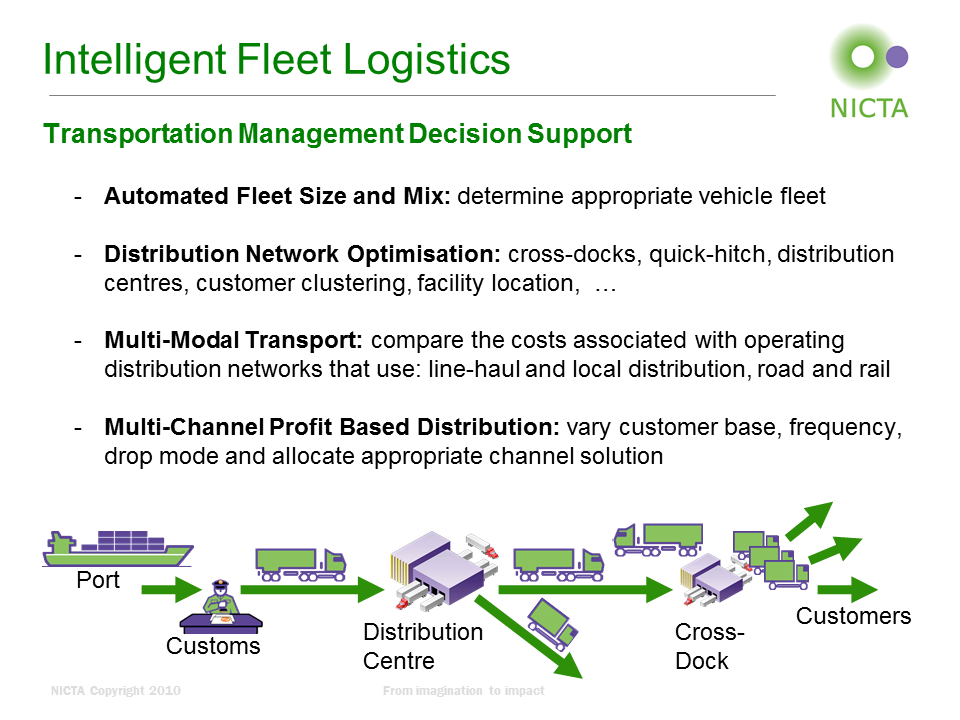 Intelligent Fleet Logistics
NICTA
Transportation Management Decision Support
- Automated Fleet Size and Mix: determine appropriate vehicle fleet
- Distribution Network Optimisation: cross-docks, quick-hitch, distribution
centres, customer clustering, facility location, …
- Multi-Modal Transport: compare the costs associated with operating
distribution networks that use: line-haul and local distribution, road and rail
- Multi-Channel Profit Based Distribution: vary customer base, frequency,
drop mode and allocate appropriate channel solution
Port
Customs
Distribution
Centre
Cross-
Dock
Customers
NICTA Copyright 2010
From imagination to impact